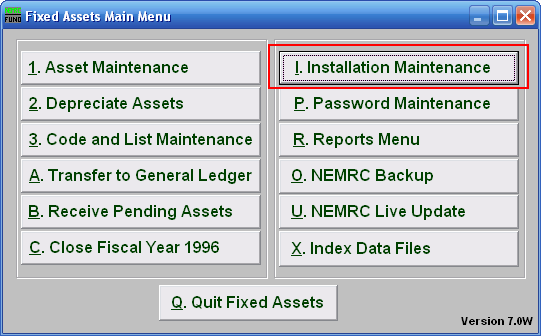 Fixed Assets Main Menu
FUND
1. Asset Maintenance
2. Depreciate Assets
3. Code and List Maintenance
A. Transfer to General Ledger
B. Receive Pending Assets
C. Close Fiscal Year 1996
I. Installation Maintenance
P. Password Maintenance
R. Reports Menu
O. NEMRC Backup
U. NEMRC Live Update
X. Index Data Files
Q. Quit Fixed Assets
Version 7.0W